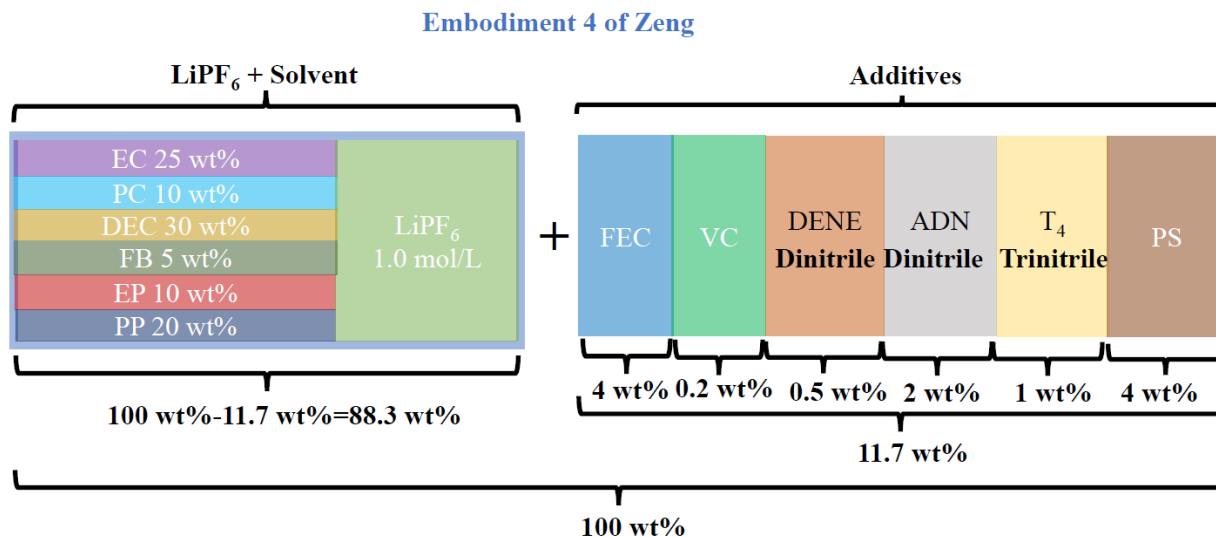 Embodiment 4 of Zeng
LiPF₆ + Solvent
Additives
EC 25 wt%
PC 10 wt%
DEC 30 wt%
FB 5 wt%
EP 10 wt%
PP 20 wt%
LiPF₆
1.0 mol/L
+
FEC
VC
DENE
Dinitrile
ADN
Dinitrile
T₄
Trinitrile
PS
4 wt%
0.2 wt%
0.5 wt%
2 wt%
1 wt%
4 wt%
100 wt%-11.7 wt%=88.3 wt%
11.7 wt%
100 wt%